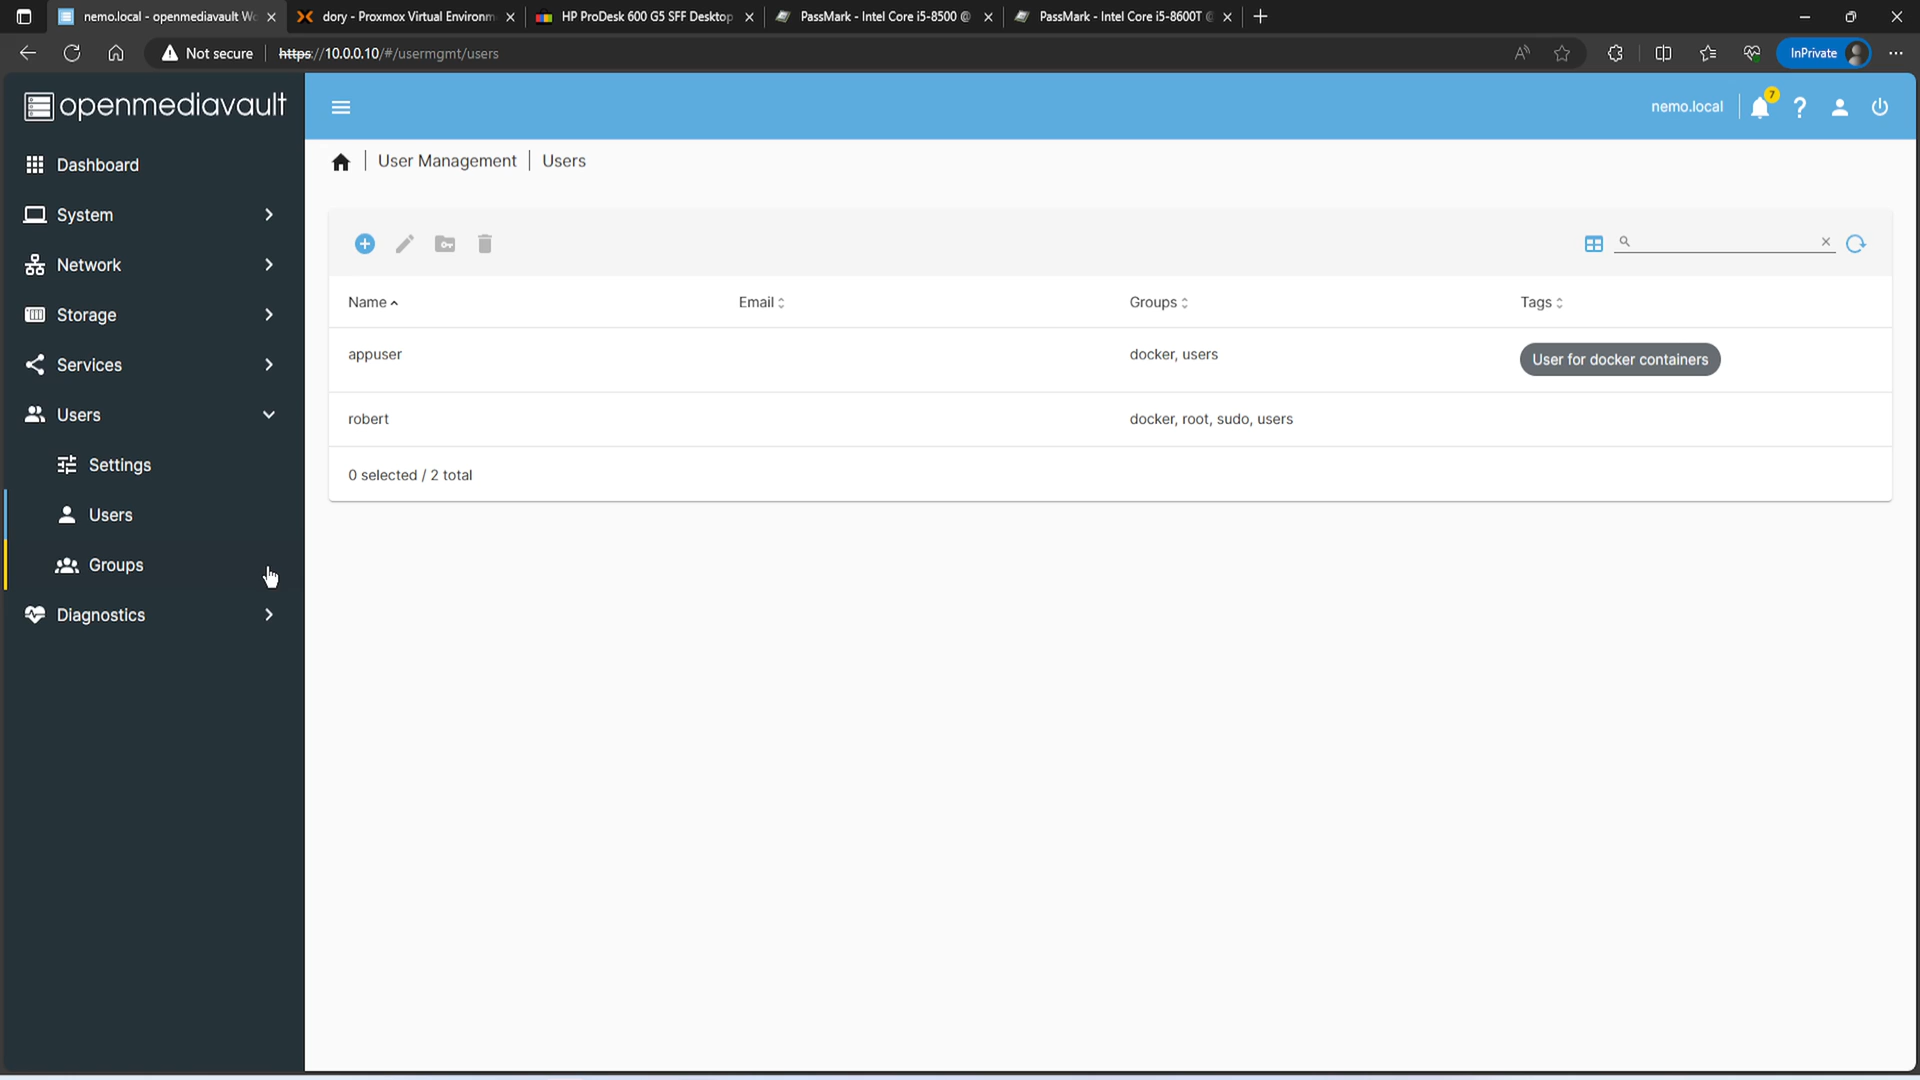 nemo.local - openmediavault Wo
dory - Proxmox Virtual Environm
HP ProDesk 600 G5 SFF Desktop
PassMark - Intel Core i5-8500 @
PassMark - Intel Core i5-8600T @
Not secure
https://10.0.0.10/#/usermgmt/users
InPrivate
openmediavault
nemo.local
7
?
Dashboard
User Management | Users
System
Network
Storage
Services
Users
Settings
Users
Groups
Diagnostics
Name
Email
Groups
Tags
appuser
docker, users
User for docker containers
robert
docker, root, sudo, users
0 selected / 2 total